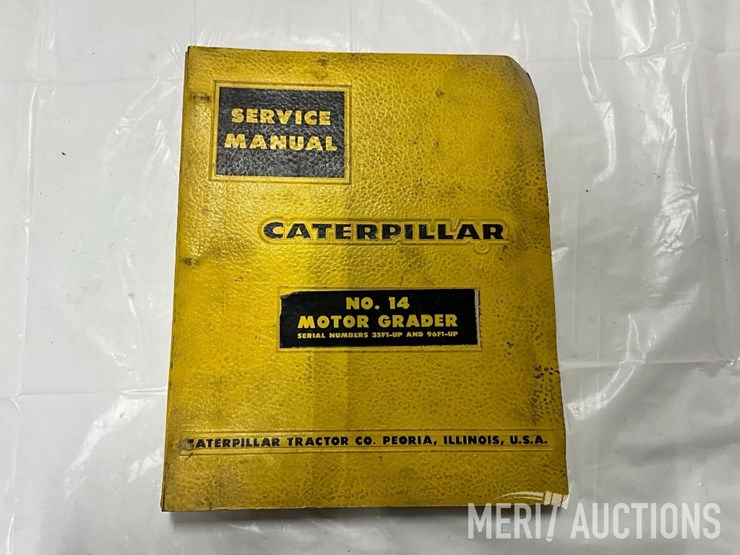 SERVICE
MANUAL
CATERPILLAR
NO. 14
MOTOR GRADER
SERIAL NUMBERS 35F1-UP AND 96F1-UP
CATERPILLAR TRACTOR CO. PEORIA, ILLINOIS, U.S.A.
MERIT AUCTIONS